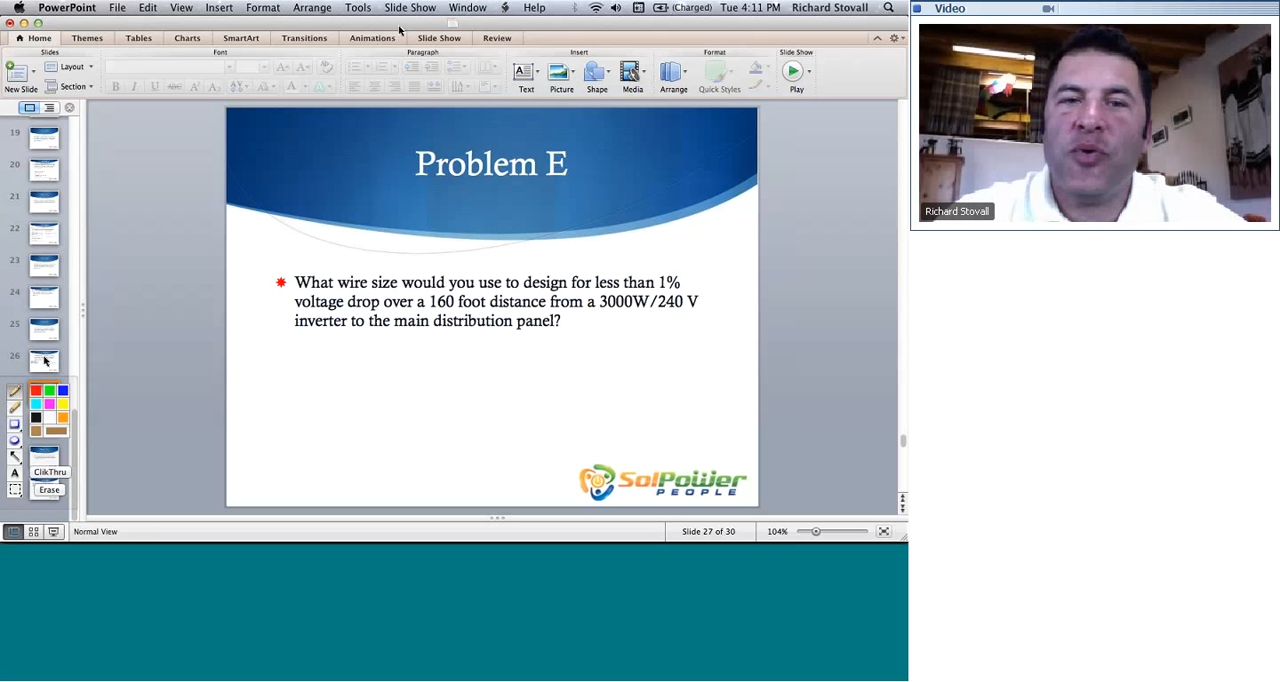 PowerPoint File Edit View Insert Format Arrange Tools Slide Show Window Help (Charged) Tue 4:11 PM Richard Stovall
Home Themes Tables Charts SmartArt Transitions Animations Slide Show Review
Slides Font Paragraph Insert Format Slide Show
Layout
New Slide Section
Text Picture Shape Media Arrange Quick Styles Play
Video
Richard Stovall
19
20
21
22
23
24
25
26
ClikThru
Erase
Problem E
What wire size would you use to design for less than 1%
voltage drop over a 160 foot distance from a 3000W/240 V
inverter to the main distribution panel?
SolPower
PEOPLE
Normal View Slide 27 of 30 104%